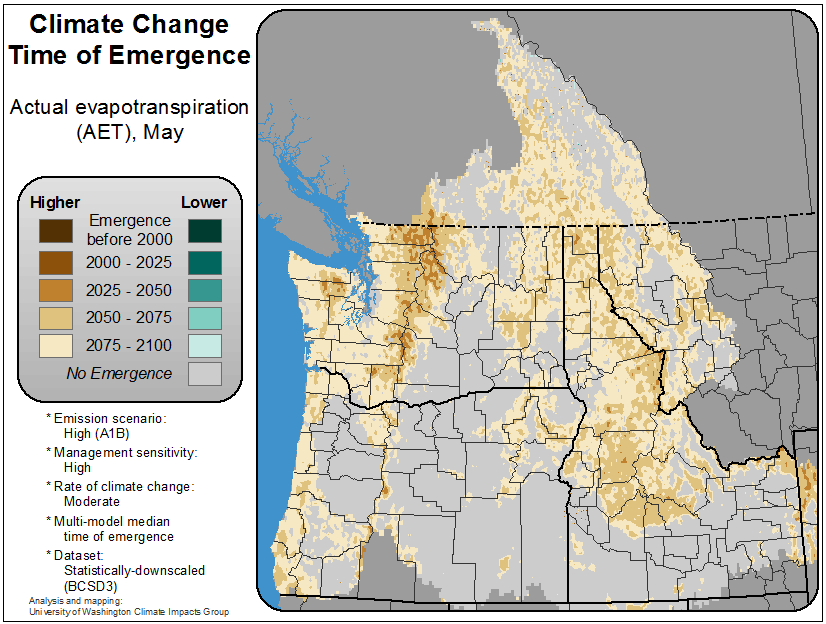 Climate Change
Time of Emergence
Actual evapotranspiration
(AET), May
Higher Lower
Emergence
before 2000
2000 - 2025
2025 - 2050
2050 - 2075
2075 - 2100
No Emergence
* Emission scenario:
High (A1B)
* Management sensitivity:
High
* Rate of climate change:
Moderate
* Multi-model median
time of emergence
* Dataset:
Statistically-downscaled
(BCSD3)
Analysis and mapping:
University of Washington Climate Impacts Group